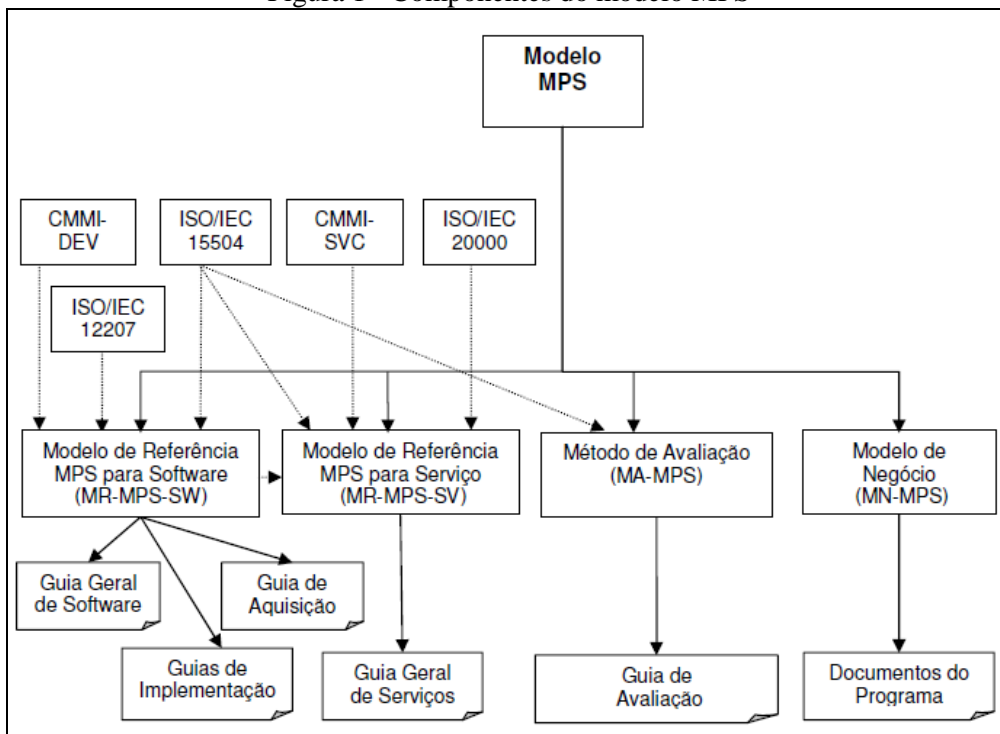 Figura 1 - Componentes do modelo MPS
Modelo
MPS
CMMI-
DEV
ISO/IEC
15504
CMMI-
SVC
ISO/IEC
20000
ISO/IEC
12207
Modelo de Referência
MPS para Software
(MR-MPS-SW)
Modelo de Referência
MPS para Serviço
(MR-MPS-SV)
Método de Avaliação
(MA-MPS)
Modelo de
Negócio
(MN-MPS)
Guia Geral
de Software
Guia de
Aquisição
Guias de
Implementação
Guia Geral
de Serviços
Guia de
Avaliação
Documentos do
Programa